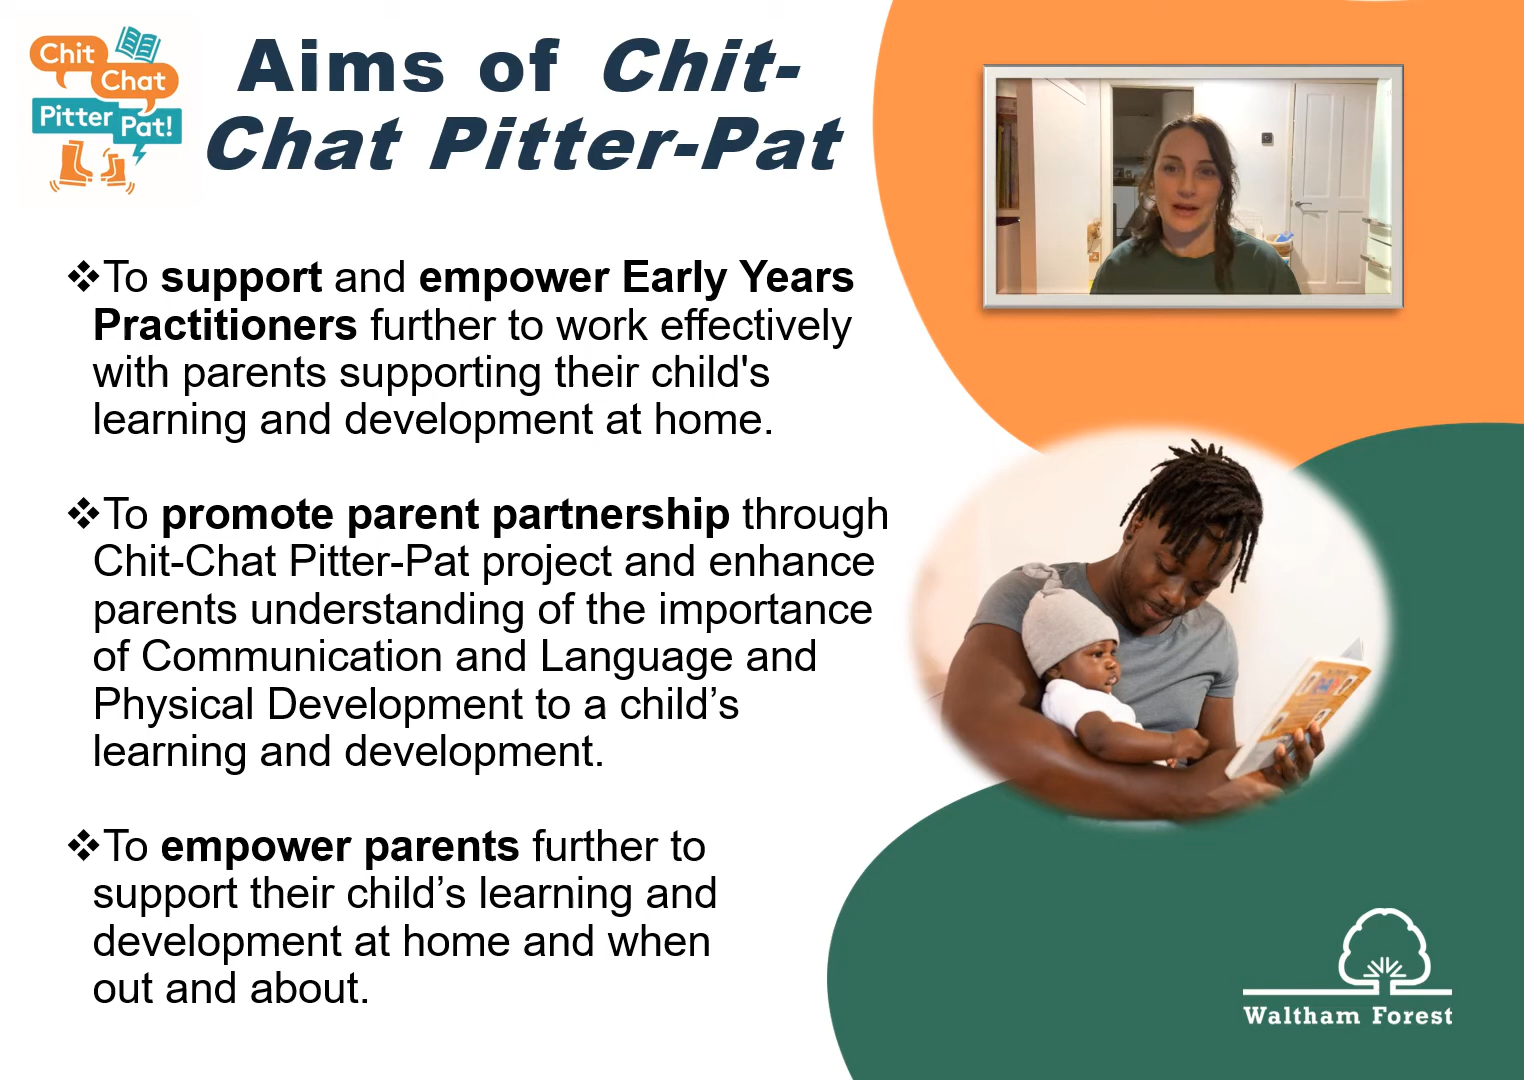 Chit
Chat
Pitter
Pat!
Aims of Chit-
Chat Pitter-Pat
❖To support and empower Early Years
Practitioners further to work effectively
with parents supporting their child's
learning and development at home.
❖To promote parent partnership through
Chit-Chat Pitter-Pat project and enhance
parents understanding of the importance
of Communication and Language and
Physical Development to a child’s
learning and development.
❖To empower parents further to
support their child’s learning and
development at home and when
out and about.
Waltham Forest